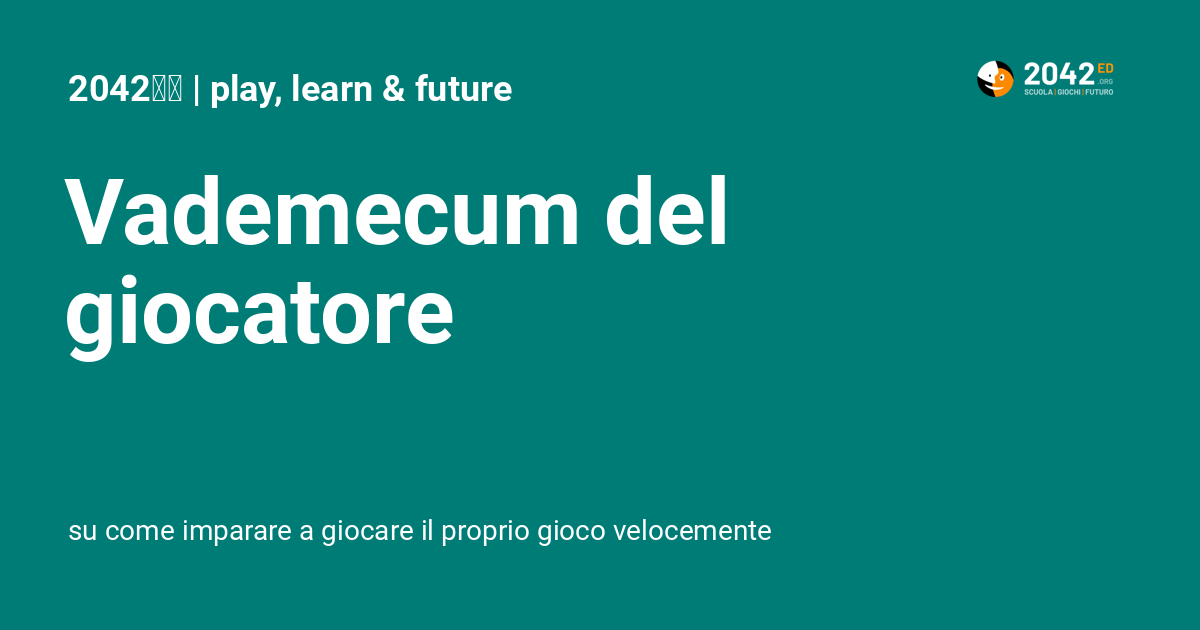 2042 | play, learn & future
2042 ED
.ORG
SCUOLA | GIOCHI | FUTURO
Vademecum del
giocatore
su come imparare a giocare il proprio gioco velocemente